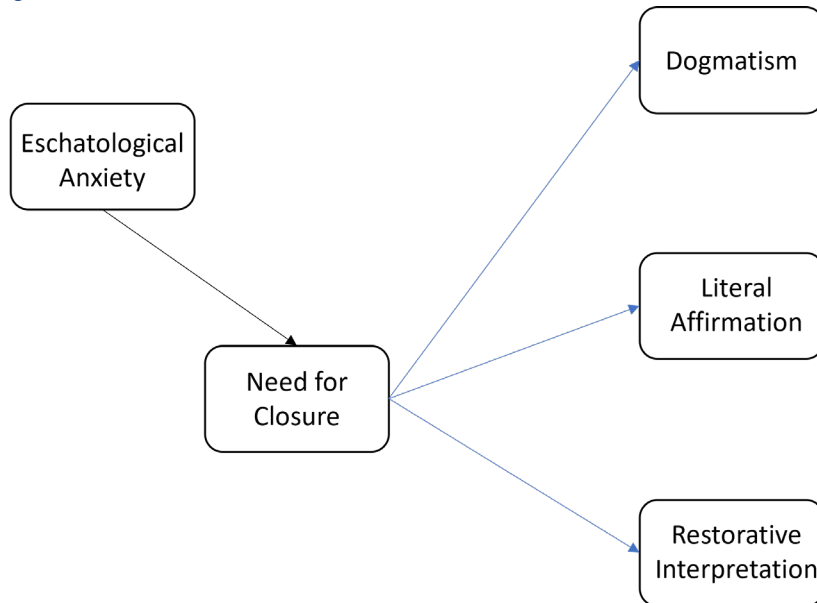 Dogmatism
Eschatological
Anxiety
Literal
Affirmation
Need for
Closure
Restorative
Interpretation